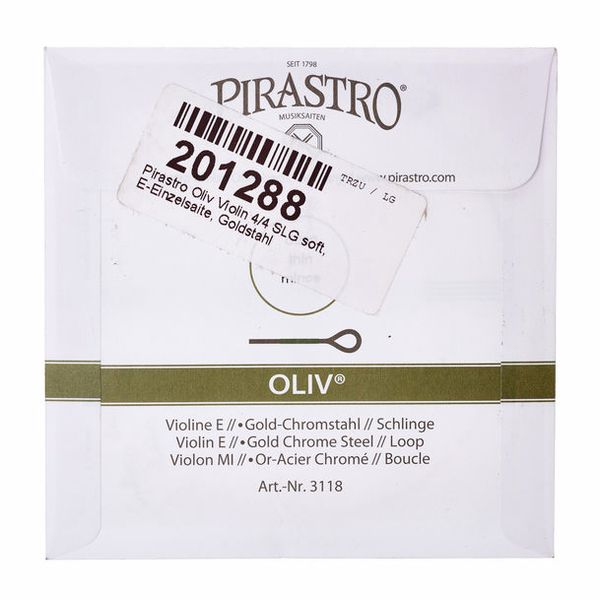 SEIT 1798
PIRASTRO®
MUSIKSAITEN
www.pirastro.com
201288
TRZU / LG
Pirastro Oliv Violin 4/4 SLG soft,
E-Einzelsaite, Goldstahl
OLIV®
Violine E // • Gold-Chromstahl // Schlinge
Violin E // • Gold Chrome Steel // Loop
Violon MI // • Or-Acier Chromé // Boucle
Art.-Nr. 3118